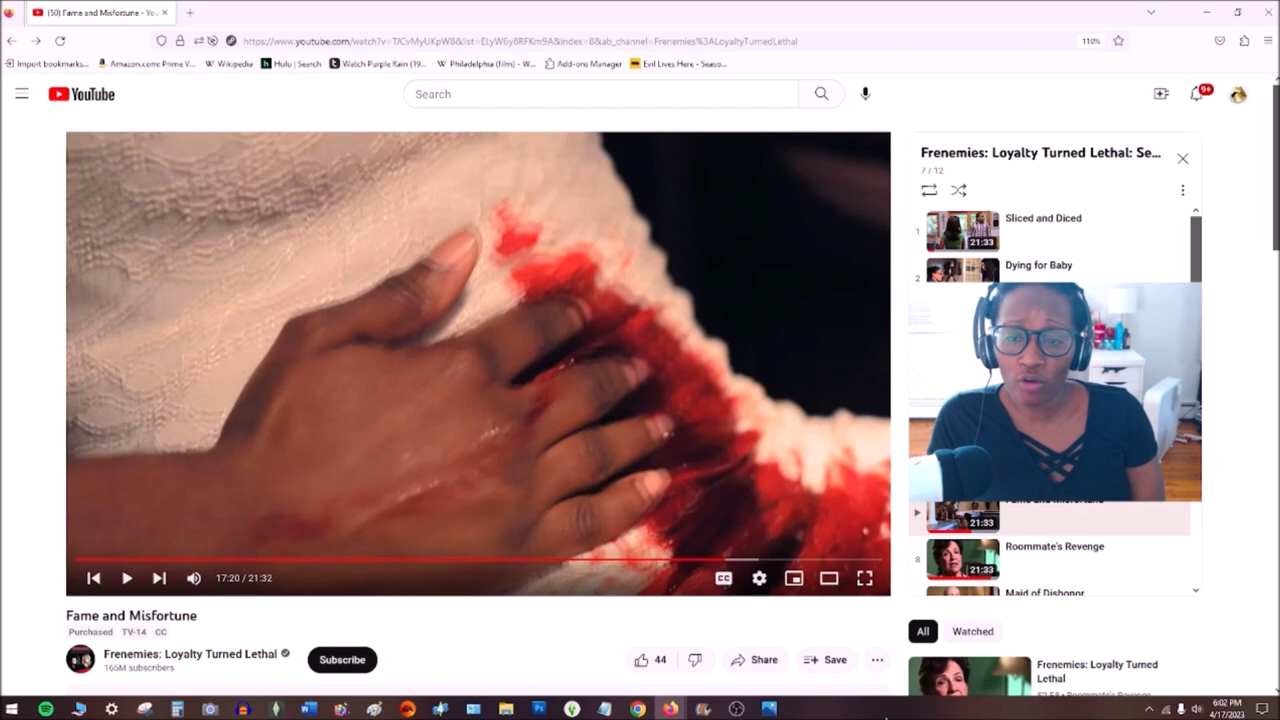 (50) Fame and Misfortune - You
https://www.youtube.com/watch?v=TJCvMyUKpW8&list=ELyW6y8RFKm9A&index=8&ab_channel=Frenemies%3ALoyaltyTurnedLethal
110%
Import bookmarks...
Amazon.com: Prime V...
Wikipedia
Hulu | Search
Watch Purple Rain (19...
Philadelphia (film) - W...
Add-ons Manager
Evil Lives Here - Seaso...
YouTube
Search
9+
Frenemies: Loyalty Turned Lethal: Se...
7 / 12
1
Sliced and Diced
21:33
2
Dying for Baby
21:33
8
Roommate's Revenge
21:33
Maid of Dishonor
CC
17:20 / 21:32
Fame and Misfortune
Purchased TV-14 CC
Frenemies: Loyalty Turned Lethal
165M subscribers
Subscribe
44
Share
Save
All
Watched
Frenemies: Loyalty Turned
Lethal
6:02 PM
4/17/2023